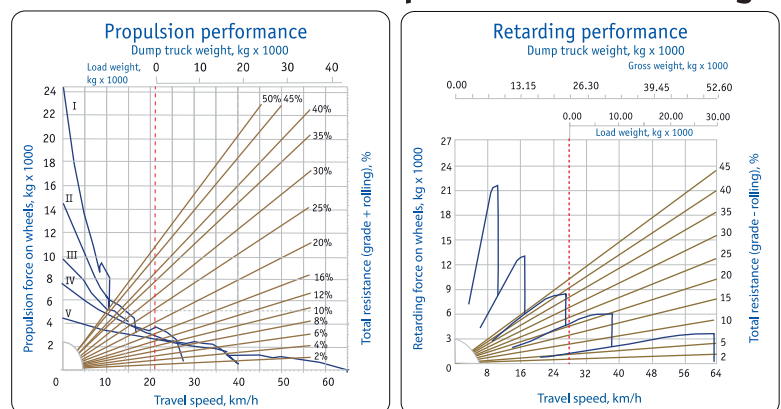 Propulsion performance
Dump truck weight, kg x 1000
Load weight, kg x 1000
0 10 20 30 40
24
22
20
18
16
14
12
10
8
6
4
2
I
II
III
IV
V
50% 45% 40%
35%
30%
25%
20%
16%
12%
10%
8%
6%
4%
2%
0 10 20 30 40 50 60
Travel speed, km/h
Propulsion force on wheels, kg x 1000
Total resistance (grade + rolling), %
Retarding performance
Dump truck weight, kg x 1000
Gross weight, kg x 1000
0.00 13.15 26.30 39.45 52.60
0.00 10.00 20.00 30.00
Load weight, kg x 1000
27
24
21
18
15
12
9
6
3
0
45
40
35
30
25
20
15
10
5
2
8 16 24 32 40 48 56 64
Travel speed, km/h
Retarding force on wheels, kg x 1000
Total resistance (grade - rolling), %